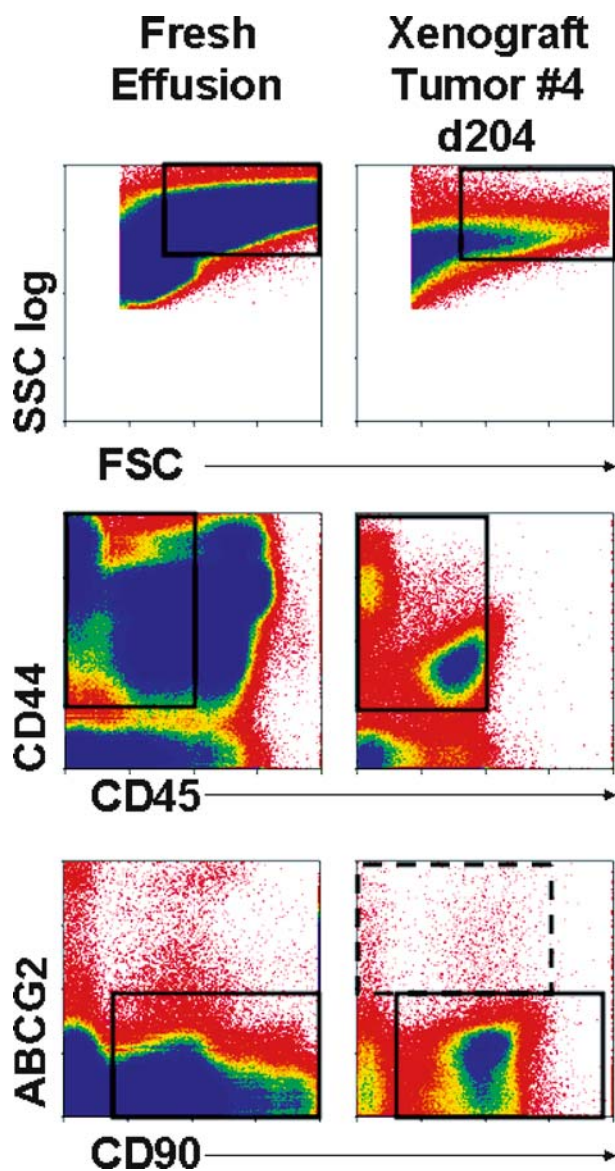 Fresh
Effusion
Xenograft
Tumor #4
d204
SSC log
FSC
CD44
CD45
ABCG2
CD90